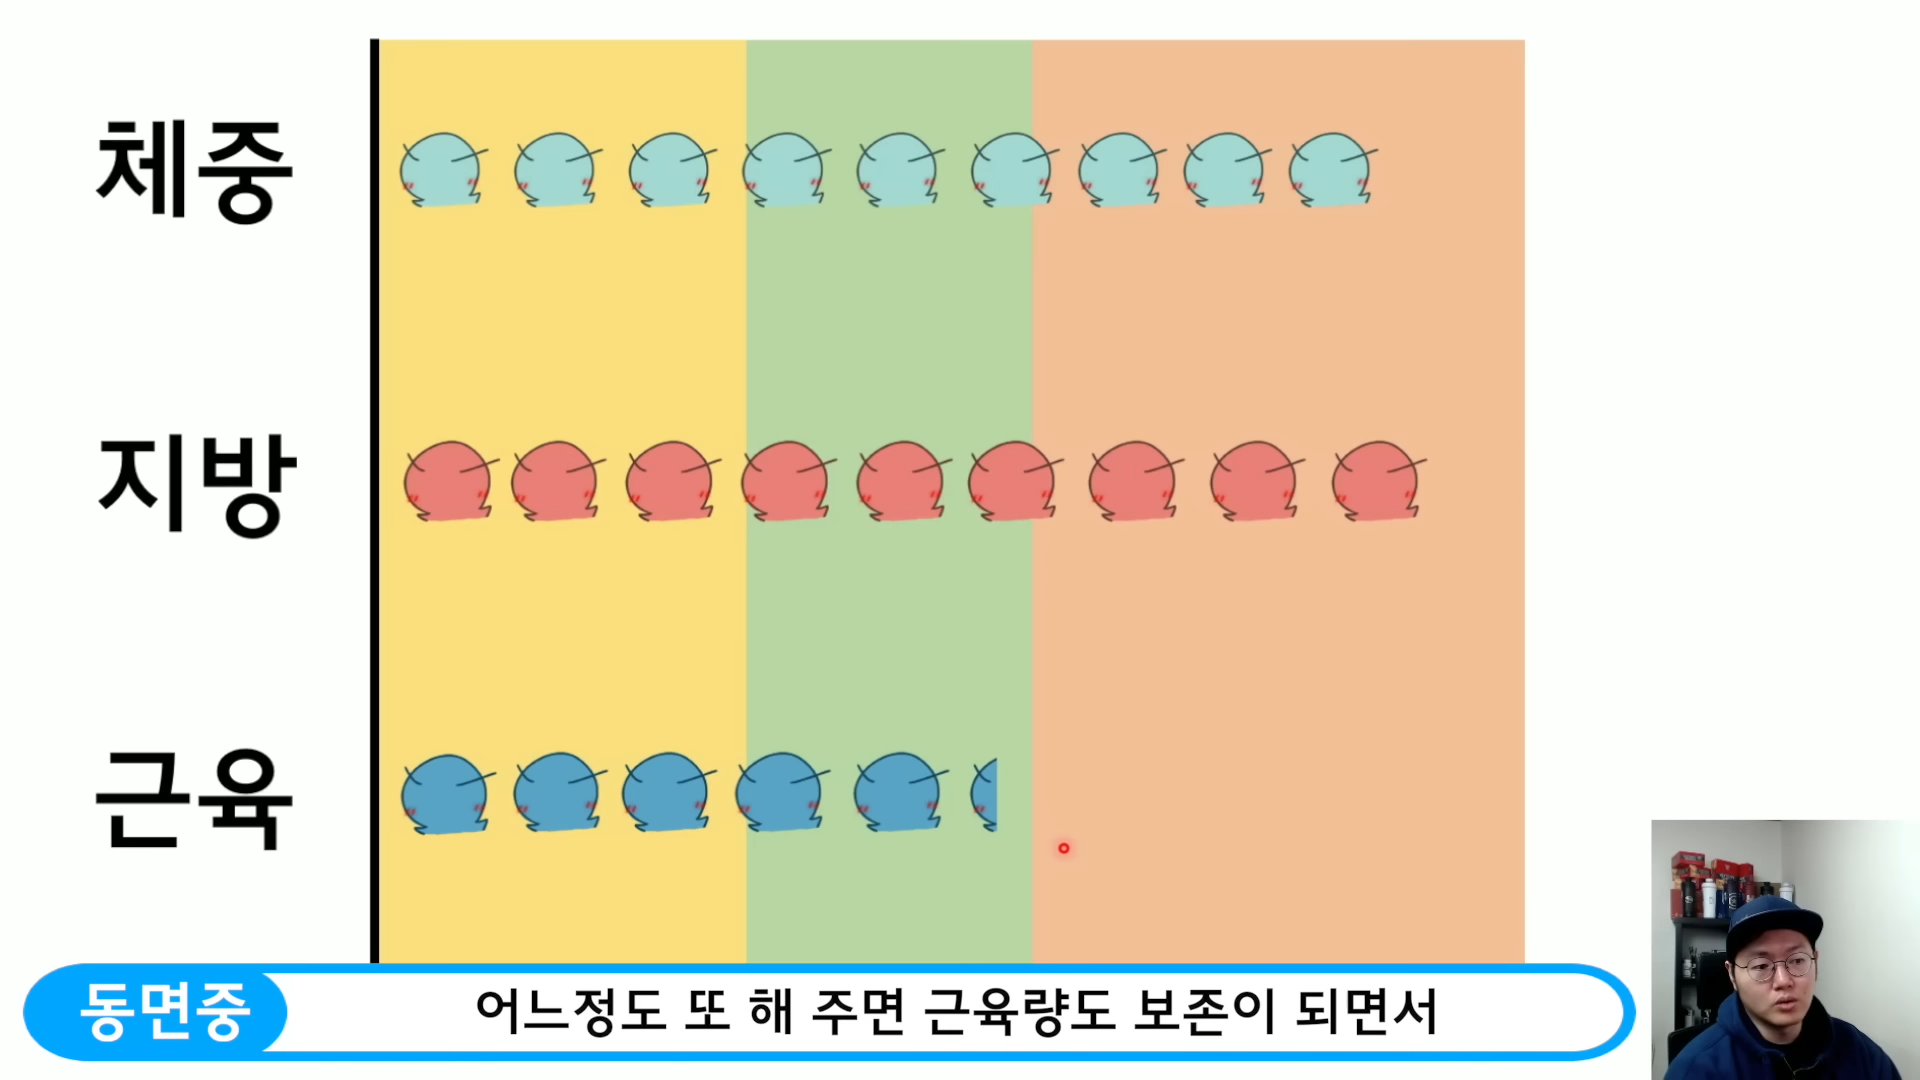 체중
지방
근육
동면중
어느정도 또 해 주면 근육량도 보존이 되면서